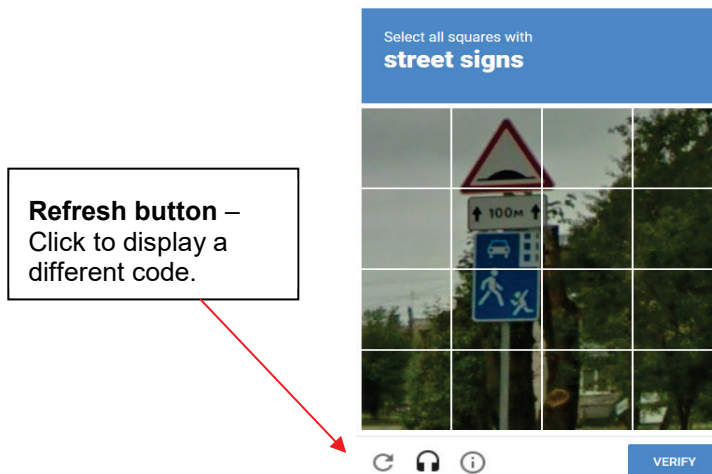 Select all squares with
street signs
100м
Refresh button –
Click to display a
different code.
VERIFY